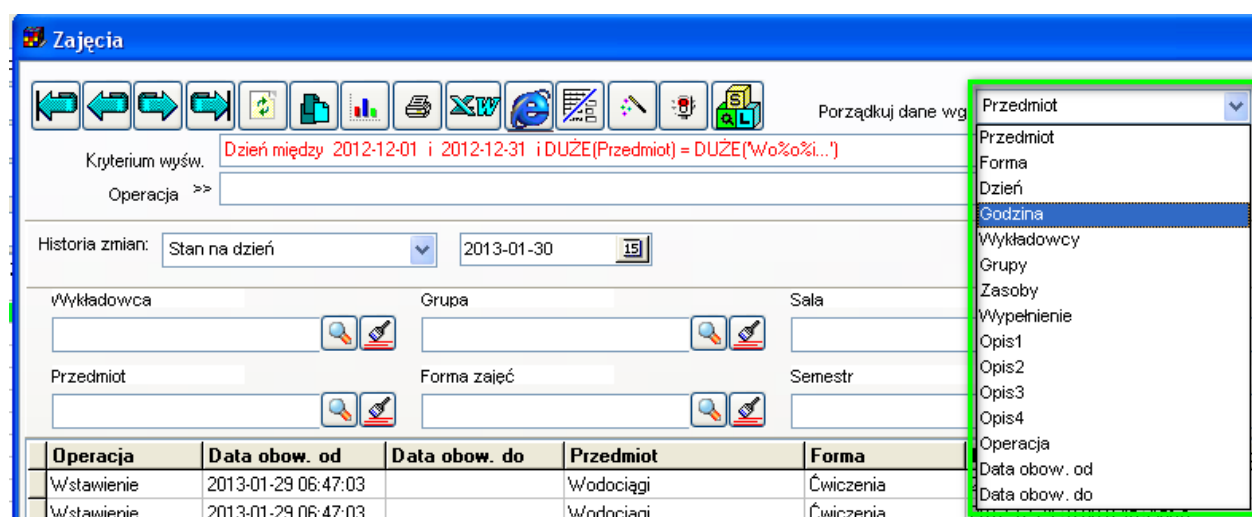 Zajęcia
XW
SQL
Porządkuj dane wg
Przedmiot
Kryterium wyśw.
Dzień między 2012-12-01 i 2012-12-31 i DUŻE(Przedmiot) = DUŻE('Wo%o%i...')
Operacja >>
Historia zmian:
Stan na dzień
2013-01-30
15
Wykładowca
Grupa
Sala
Przedmiot
Forma zajęć
Semestr
Przedmiot
Forma
Dzień
Godzina
Wykładowcy
Grupy
Zasoby
Wypełnienie
Opis1
Opis2
Opis3
Opis4
Operacja
Data obow. od
Data obow. do
Operacja Data obow. od Data obow. do Przedmiot Forma
Wstawienie 2013-01-29 06:47:03 Wodociągi Ćwiczenia
Wstawienie 2013-01-29 06:47:03 Wodociągi Ćwiczenia